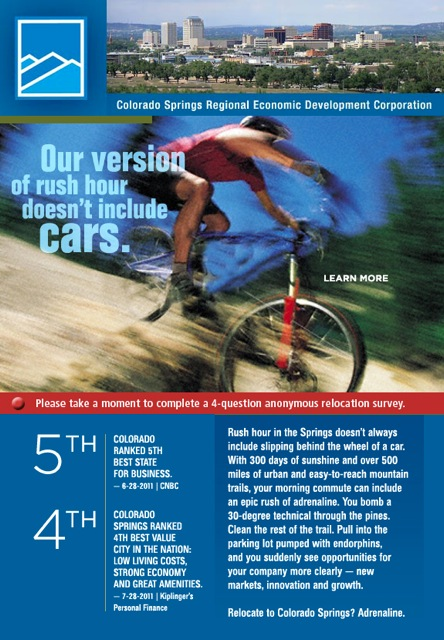 Colorado Springs Regional Economic Development Corporation
Our version
of rush hour
doesn't include
cars.
LEARN MORE
Please take a moment to complete a 4-question anonymous relocation survey.
5TH
COLORADO
RANKED 5TH
BEST STATE
FOR BUSINESS.
— 6-28-2011 | CNBC
4TH
COLORADO
SPRINGS RANKED
4TH BEST VALUE
CITY IN THE NATION:
LOW LIVING COSTS,
STRONG ECONOMY
AND GREAT AMENITIES.
— 7-28-2011 | Kiplinger's
Personal Finance
Rush hour in the Springs doesn't always
include slipping behind the wheel of a car.
With 300 days of sunshine and over 500
miles of urban and easy-to-reach mountain
trails, your morning commute can include
an epic rush of adrenaline. You bomb a
30-degree technical through the pines.
Clean the rest of the trail. Pull into the
parking lot pumped with endorphins,
and you suddenly see opportunities for
your company more clearly — new
markets, innovation and growth.
Relocate to Colorado Springs? Adrenaline.